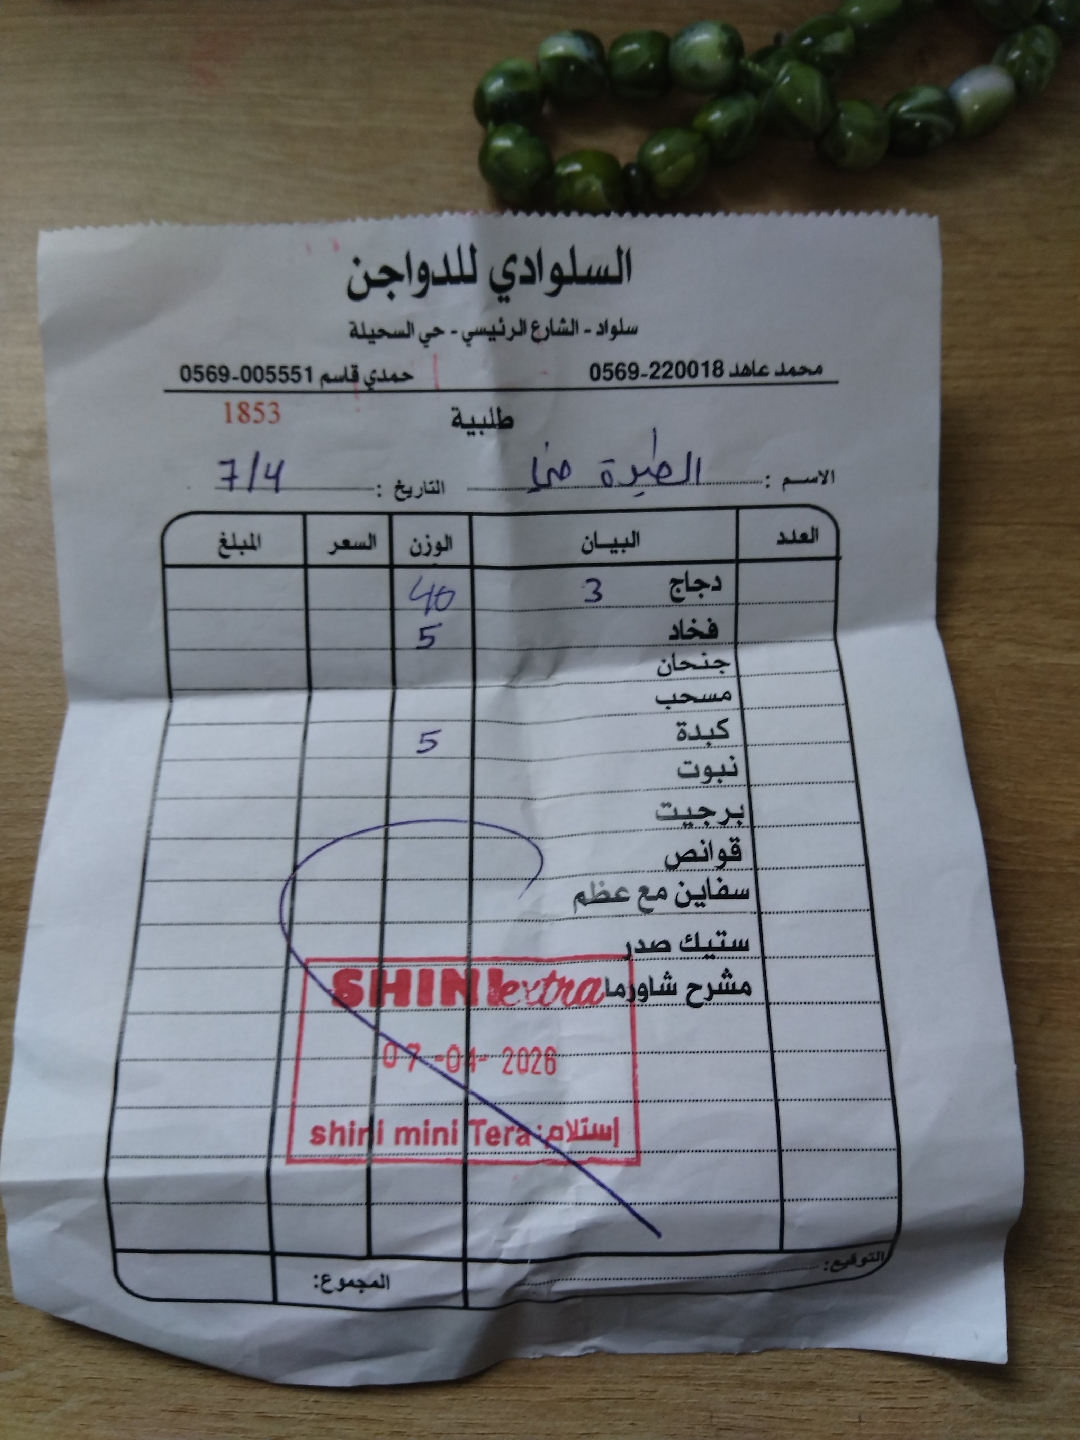 السلوادي للدواجن
سلواد - الشارع الرئيسي - حي السحيلة
محمد عاهد 0569-220018 حمدي قاسم 0569-005551
طلبية 1853
الاسم : الطيرة التاريخ : 7/4
العدد البيان الوزن السعر المبلغ
دجاج 3 40
فخاد 5
جنحان
مسحب
كبدة 5
نبوت
برجيت
قوانص
سفاين مع عظم
ستيك صدر
مشرح شاورما
SHINI extra
07-04-2026
shini mini Tera :إستلام
التوقيع:
المجموع: